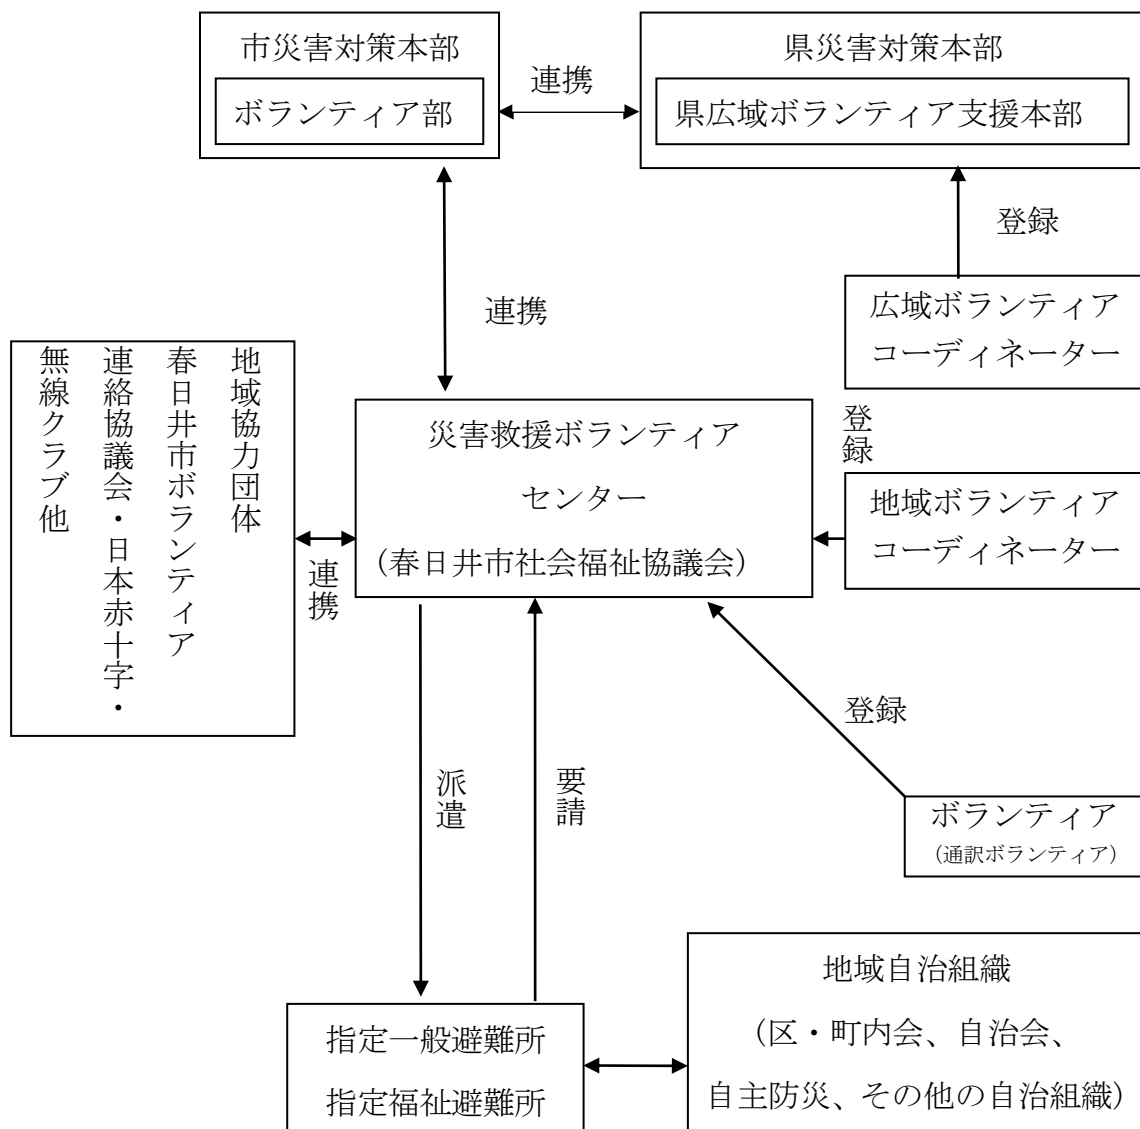 市災害対策本部
ボランティア部
連携
県災害対策本部
県広域ボランティア支援本部
登録
広域ボランティア
コーディネーター
連携
地域協力団体
春日井市ボランティア
連絡協議会・日本赤十字・
無線クラブ他
連携
災害救援ボランティア
センター
（春日井市社会福祉協議会）
登録
地域ボランティア
コーディネーター
登録
ボランティア
（通訳ボランティア）
派遣
要請
指定一般避難所
指定福祉避難所
地域自治組織
（区・町内会、自治会、
自主防災、その他の自治組織）